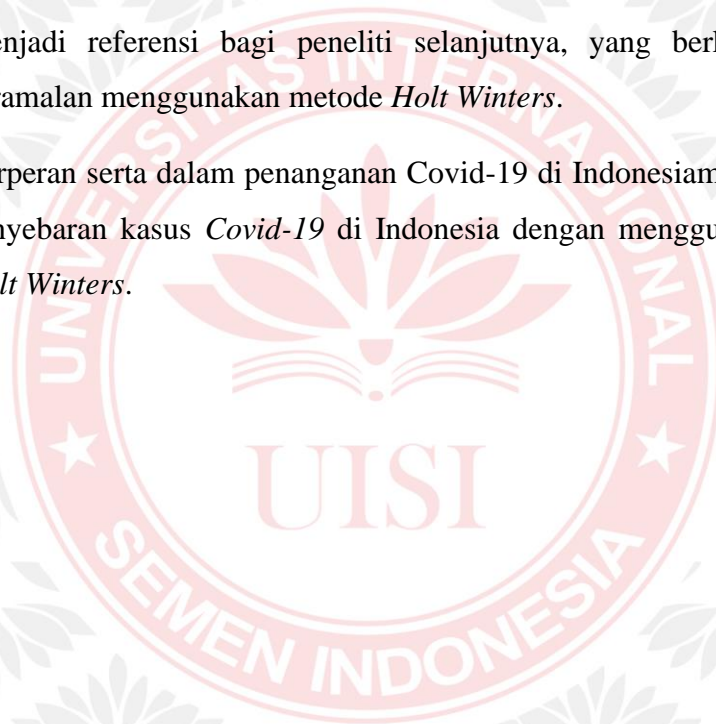 enjadi referensi bagi peneliti selanjutnya, yang berl
ramalan menggunakan metode Holt Winters.
rperan serta dalam penanganan Covid-19 di Indonesiam
nyebaran kasus Covid-19 di Indonesia dengan menggu
lt Winters.
UNIVERSITAS INTERNASIONAL
UISI
SEMEN INDONESIA